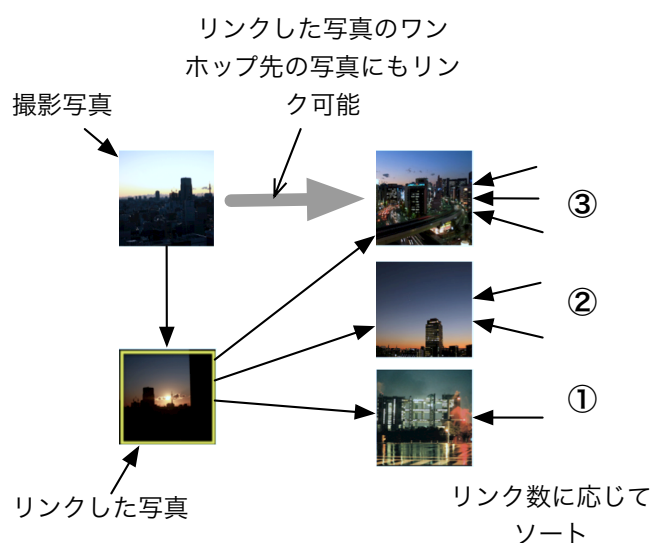 リンクした写真のワン
ホップ先の写真にもリン
ク可能
撮影写真
③
②
①
リンクした写真
リンク数に応じて
ソート